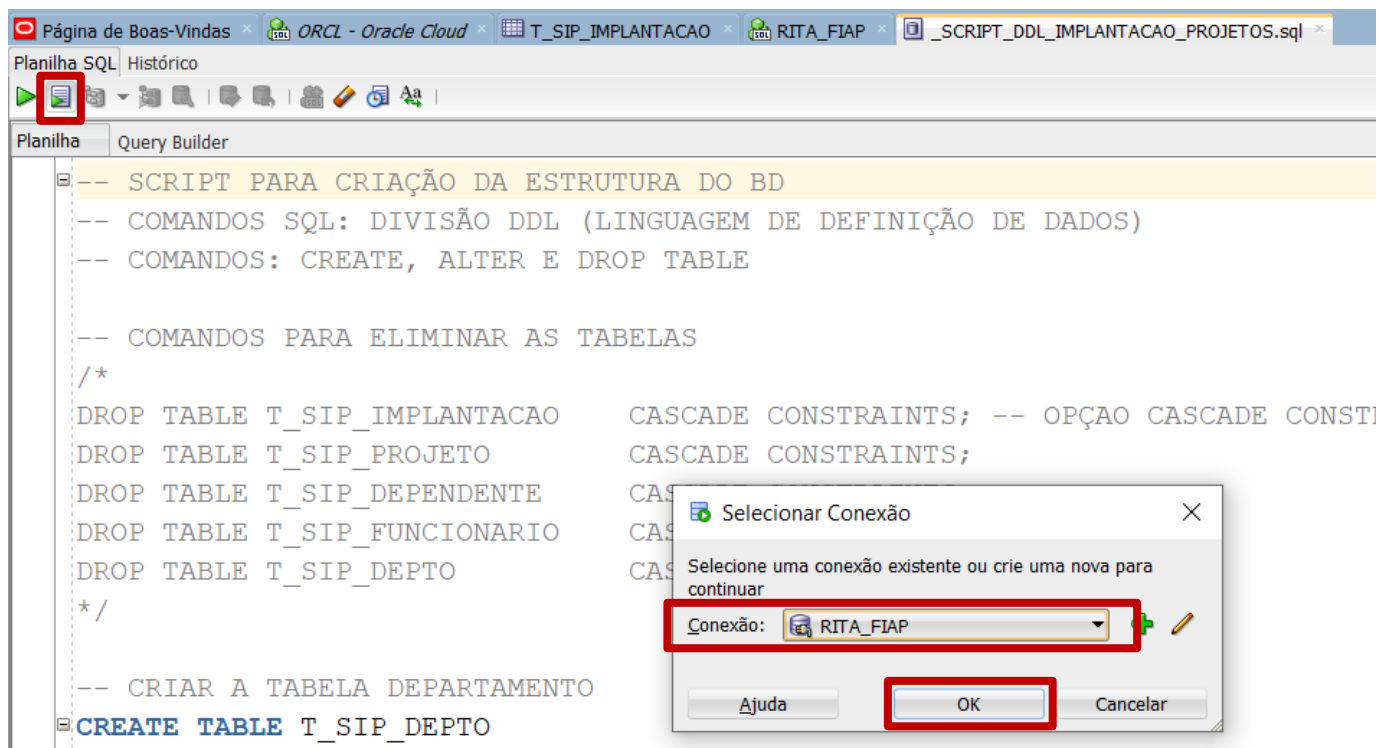 Página de Boas-Vindas ORCL - Oracle Cloud T_SIP_IMPLANTACAO RITA_FIAP _SCRIPT_DDL_IMPLANTACAO_PROJETOS.sql
Planilha SQL Histórico
Planilha Query Builder
-- SCRIPT PARA CRIAÇÃO DA ESTRUTURA DO BD
-- COMANDOS SQL: DIVISÃO DDL (LINGUAGEM DE DEFINIÇÃO DE DADOS)
-- COMANDOS: CREATE, ALTER E DROP TABLE
-- COMANDOS PARA ELIMINAR AS TABELAS
/*
DROP TABLE T_SIP_IMPLANTACAO CASCADE CONSTRAINTS; -- OPÇAO CASCADE CONST
DROP TABLE T_SIP_PROJETO CASCADE CONSTRAINTS;
DROP TABLE T_SIP_DEPENDENTE CAS
DROP TABLE T_SIP_FUNCIONARIO CAS
DROP TABLE T_SIP_DEPTO CAS
*/
-- CRIAR A TABELA DEPARTAMENTO
CREATE TABLE T_SIP_DEPTO
Selecionar Conexão
Selecione uma conexão existente ou crie uma nova para
continuar
Conexão: RITA_FIAP
Ajuda OK Cancelar